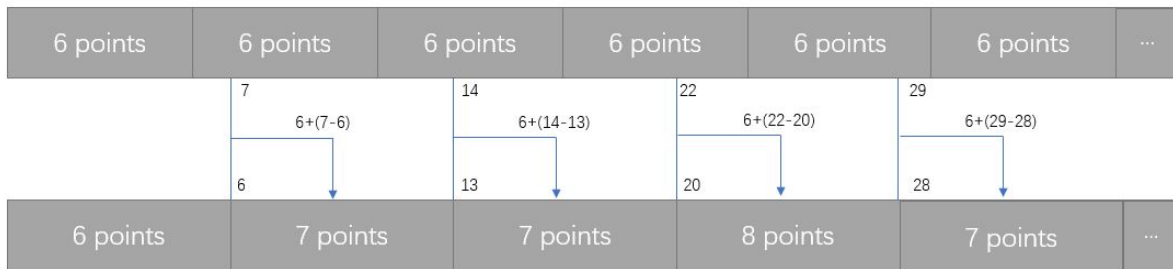 6 points 6 points 6 points 6 points 6 points 6 points ...
7 14 22 29
6+(7-6) 6+(14-13) 6+(22-20) 6+(29-28)
6 13 20 28
6 points 7 points 7 points 8 points 7 points ...